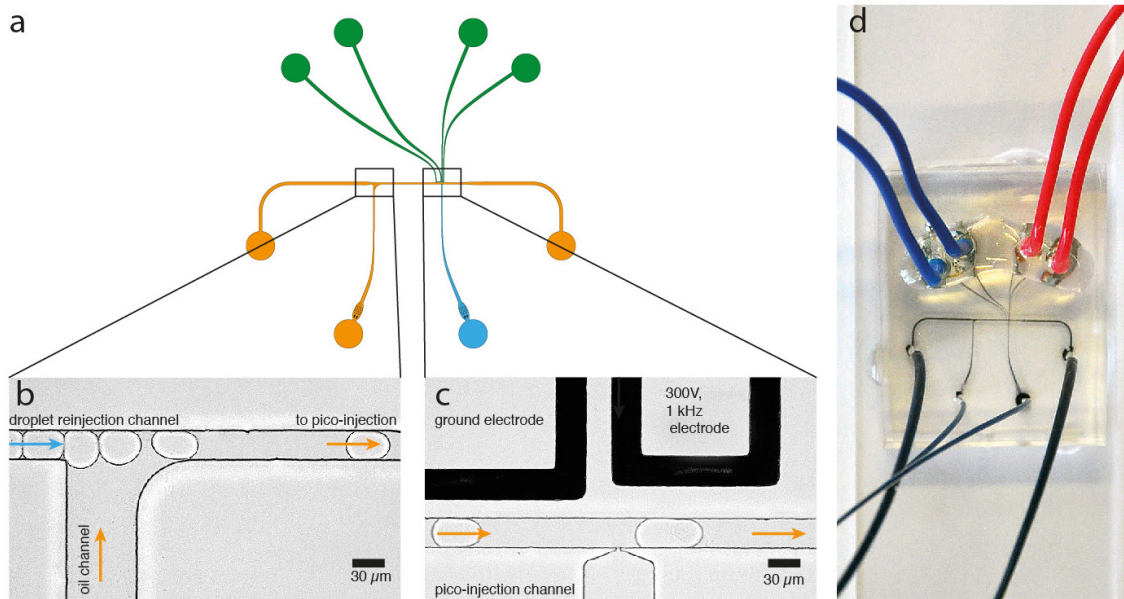 a
b
droplet reinjection channel
to pico-injection
oil channel
30 µm
c
ground electrode
300V,
1 kHz
electrode
pico-injection channel
30 µm
d